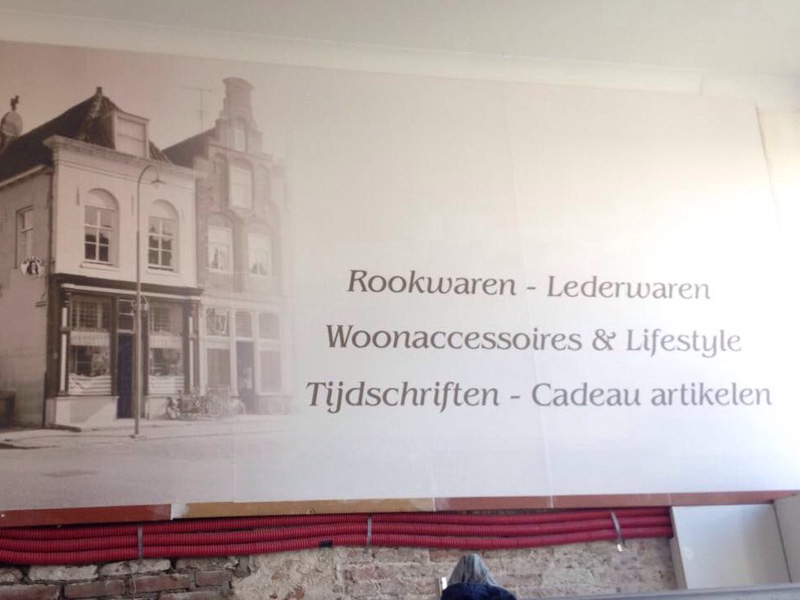 Rookwaren - Lederwaren
Woonaccessoires & Lifestyle
Tijdschriften - Cadeau artikelen